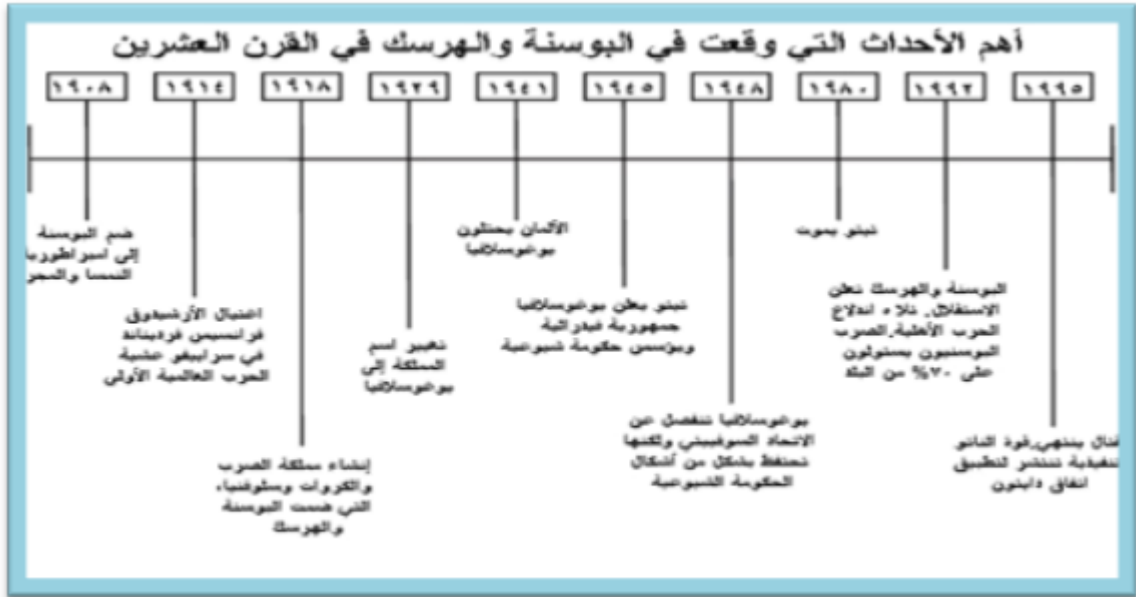 أهم الأحداث التي وقعت في البوسنة والهرسك في القرن العشرين
١٩٠٨
١٩١٤
١٩١٨
١٩٢٩
١٩٤١
١٩٤٥
١٩٤٨
١٩٨٠
١٩٩٢
١٩٩٥
ضم البوسنة
إلى امبراطورية
النمسا والمجر
اغتيال الأرشيدوق
فرانسيس فرديناند
في سراييفو عشية
الحرب العالمية الأولى
إنشاء مملكة الصرب
والكروات وسلوفنيا،
التي ضمت البوسنة
والهرسك
تغيير اسم
المملكة إلى
يوغوسلافيا
الألمان يحتلون
يوغوسلافيا
تيتو يعلن يوغوسلافيا
جمهورية فيدرالية
ويؤسس حكومة شيوعية
يوغوسلافيا تنفصل عن
الاتحاد السوفييتي ولكنها
تحتفظ بشكل من أشكال
الحكومة الشيوعية
تيتو يموت
البوسنة والهرسك تعلن
الاستقلال، تلاه اندلاع
الحرب الأهلية،الصرب
البوسنيون يستولون
على ٧٠% من البلد
قتال ينتهي،قوة الناتو
تنفيذية تنتشر لتطبيق
اتفاق دايتون